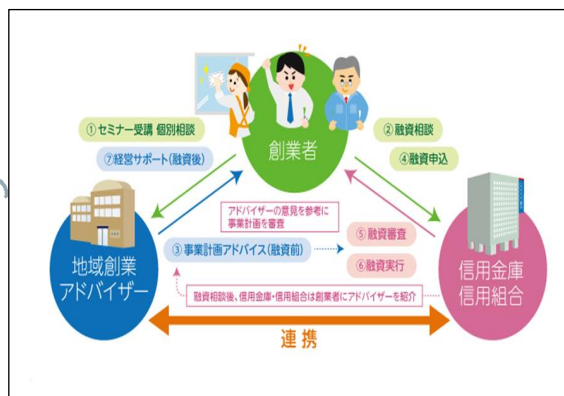 創業者
①セミナー受講 個別相談
⑦経営サポート(融資後)
②融資相談
④融資申込
アドバイザーの意見を参考に
事業計画を審査
③事業計画アドバイス(融資前)
⑤融資審査
⑥融資実行
地域創業
アドバイザー
信用金庫
信用組合
融資相談後、信用金庫・信用組合は創業者にアドバイザーを紹介
連携